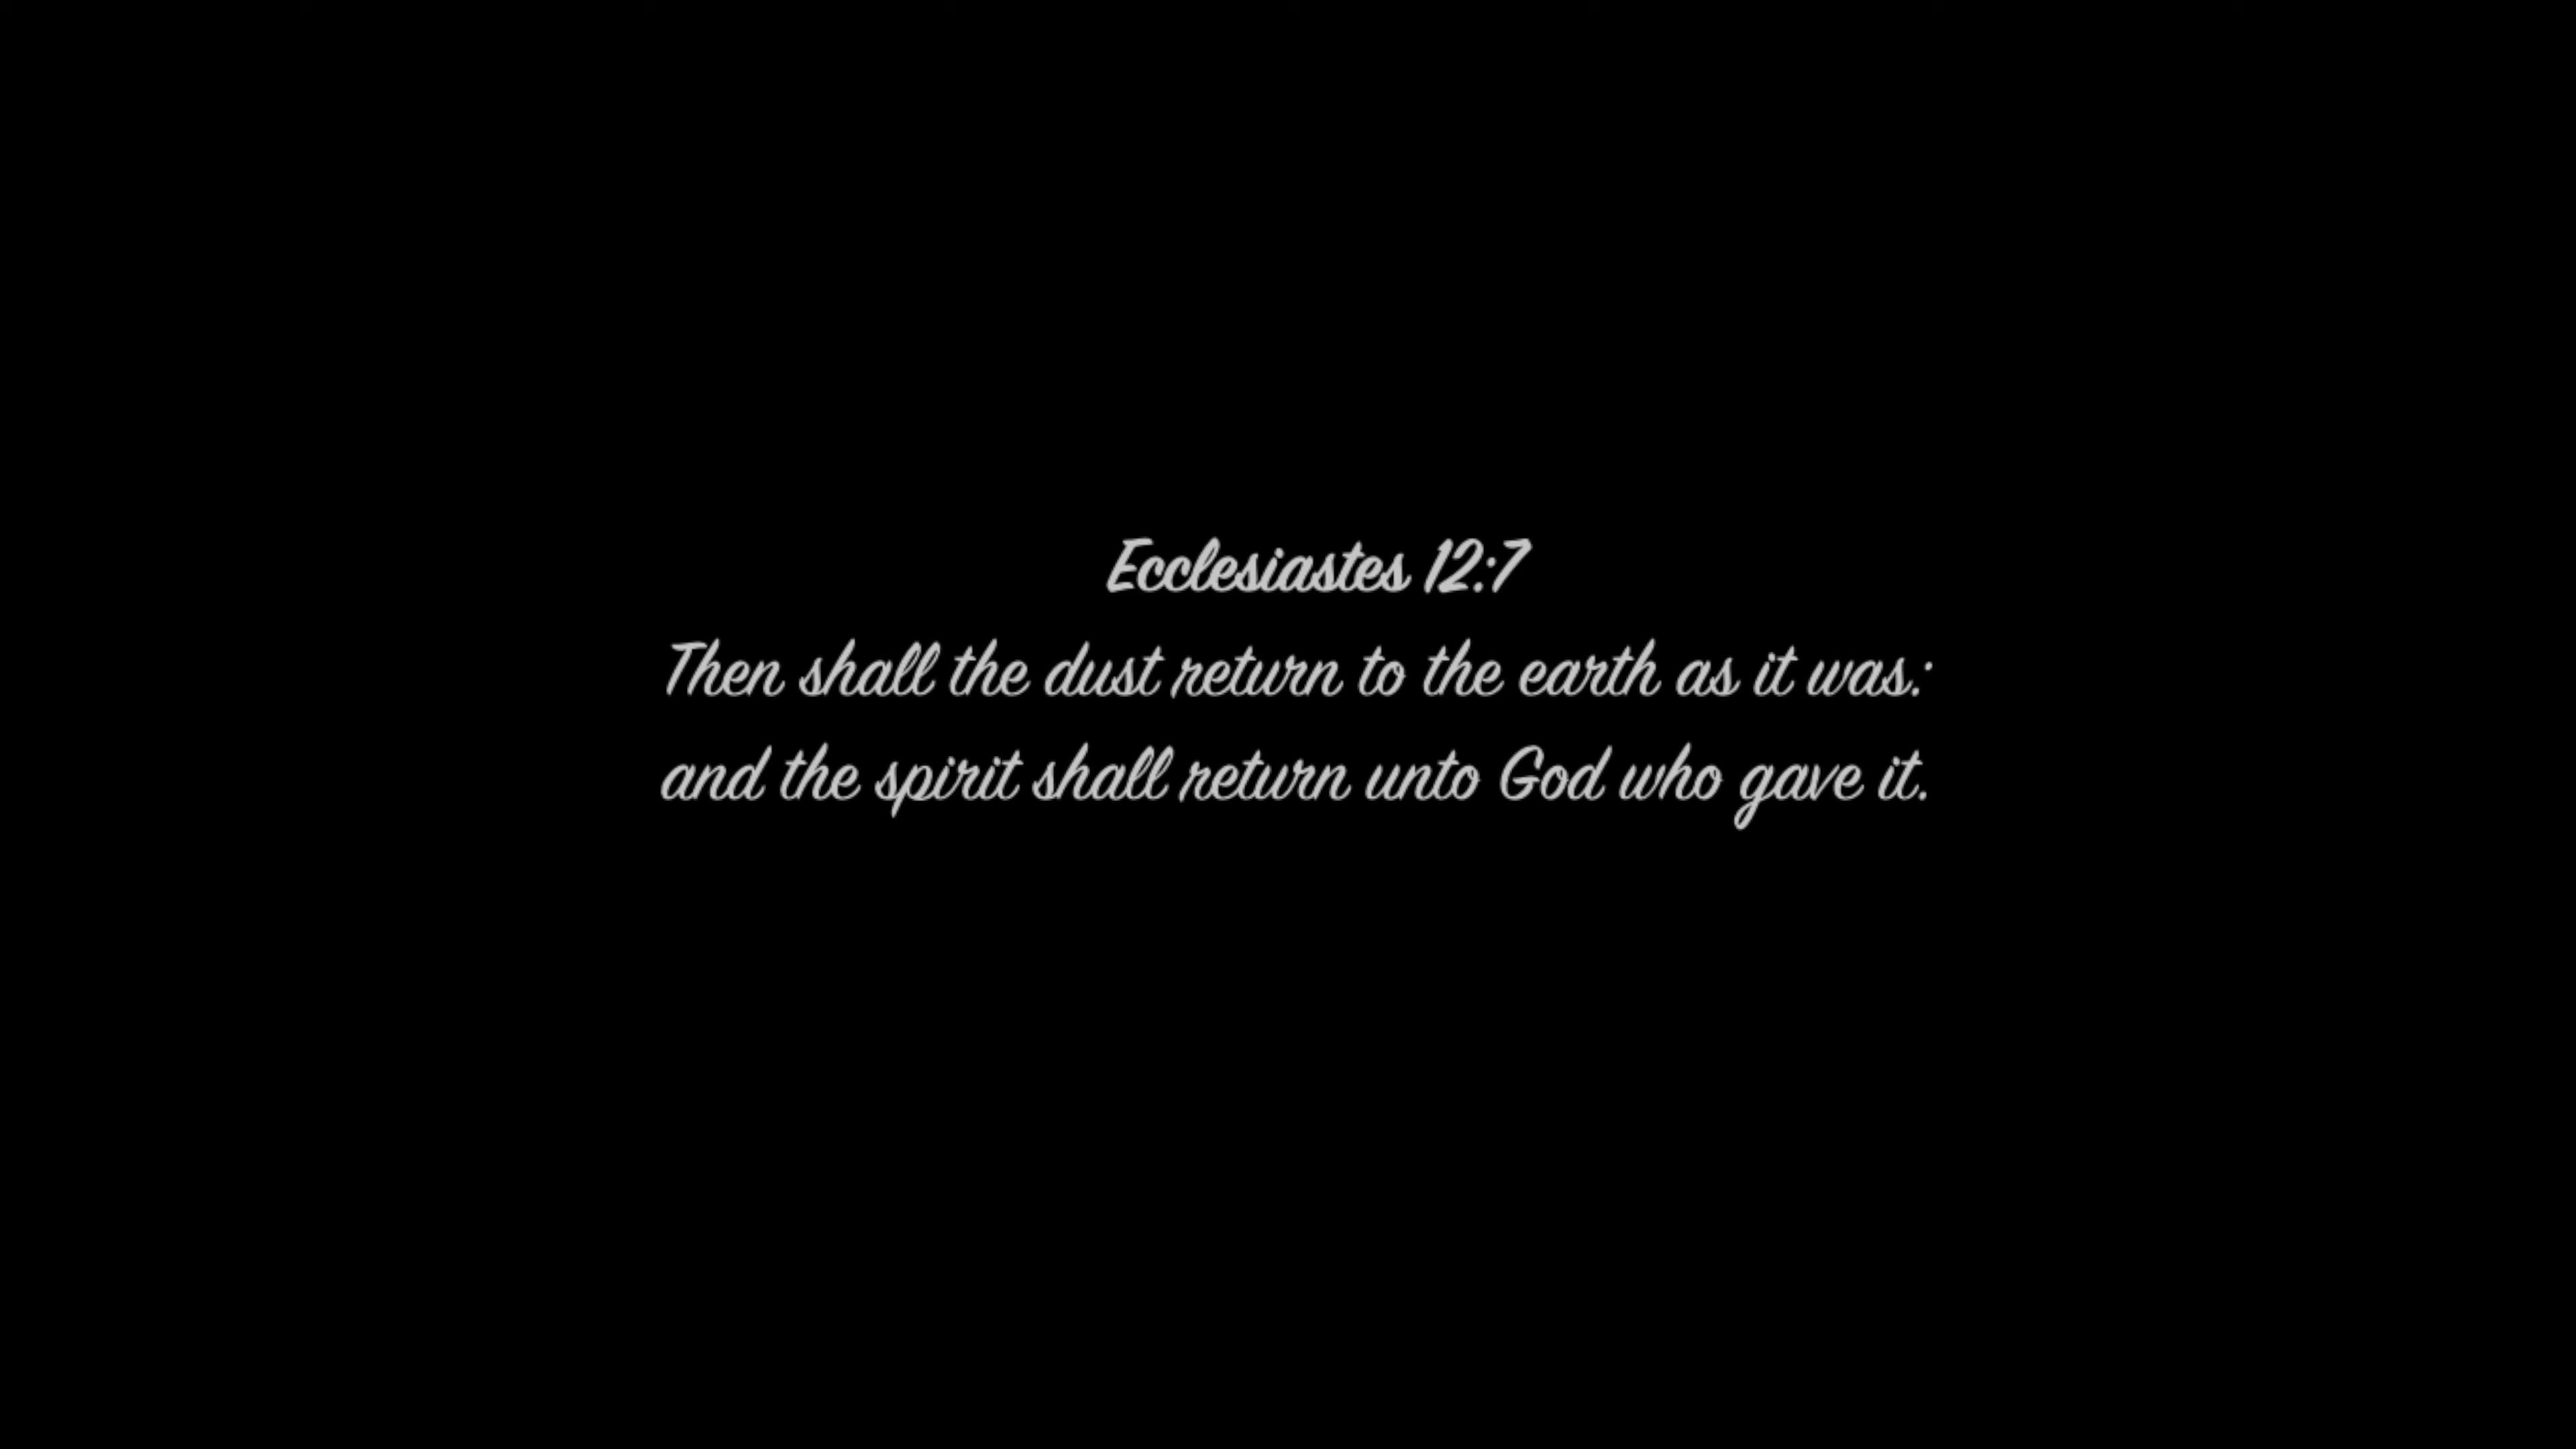 Ecclesiastes 12:7
Then shall the dust return to the earth as it was:
and the spirit shall return unto God who gave it.